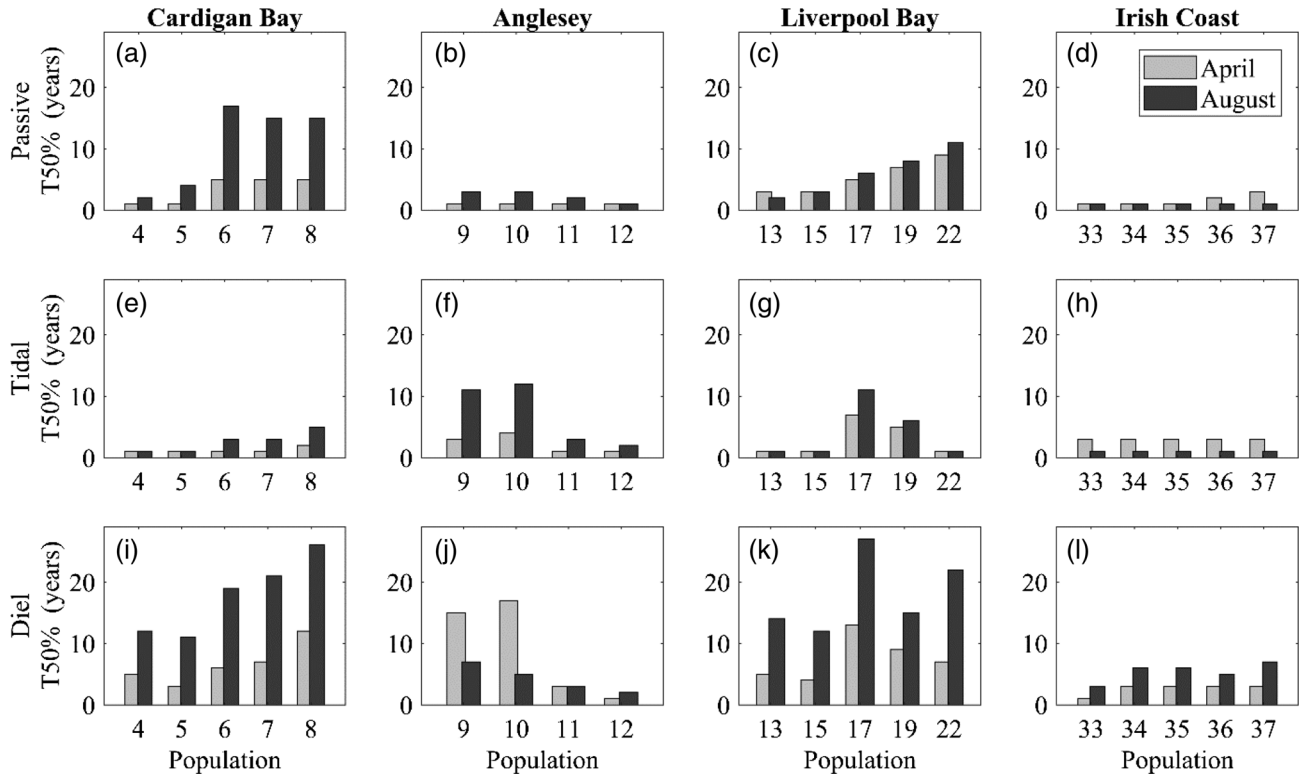 Cardigan Bay Anglesey Liverpool Bay Irish Coast
Passive
T50% (years)
(a) (b) (c) (d)
April
August
20 20 20 20
10 10 10 10
0 0 0 0
4 5 6 7 8 9 10 11 12 13 15 17 19 22 33 34 35 36 37
Tidal
T50% (years)
(e) (f) (g) (h)
20 20 20 20
10 10 10 10
0 0 0 0
4 5 6 7 8 9 10 11 12 13 15 17 19 22 33 34 35 36 37
Diel
T50% (years)
(i) (j) (k) (l)
20 20 20 20
10 10 10 10
0 0 0 0
4 5 6 7 8 9 10 11 12 13 15 17 19 22 33 34 35 36 37
Population Population Population Population